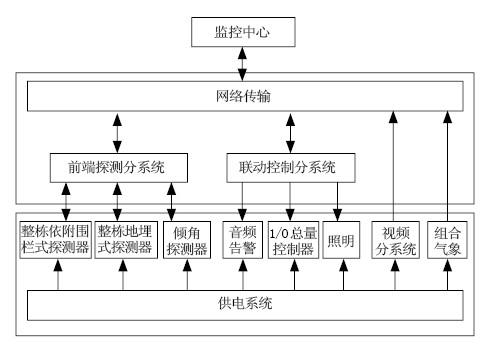 监控中心
网络传输
前端探测分系统
联动控制分系统
整栋依附围
栏式探测器
整栋地埋
式探测器
倾角
探测器
音频
告警
I/O总量
控制器
照明
视频
分系统
组合
气象
供电系统